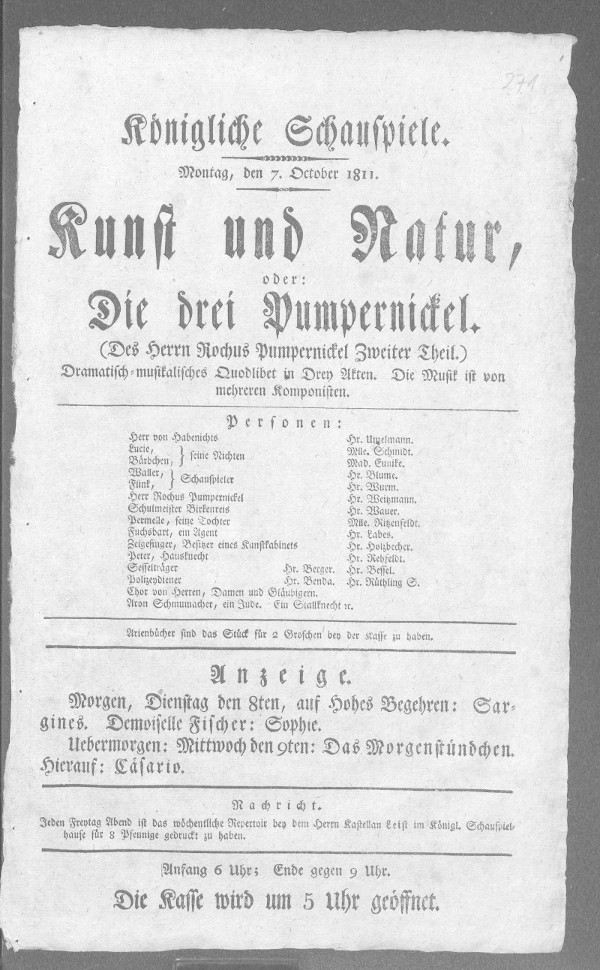 271
Königliche Schauspiele.
Montag, den 7. October 1811.
Kunst und Natur,
oder:
Die drei Pumpernickel.
(Des Herrn Rochus Pumpernickel Zweiter Theil.)
Dramatisch-musikalisches Quodlibet in Drey Akten. Die Musik ist von
mehreren Komponisten.
Personen:
Herr von Habenichts Hr. Unzelmann.
Lucie, Mlle. Schmidt.
Bärbchen, } seine Nichten Mad. Eunike.
Waller, Hr. Blume.
Flink, } Schauspieler Hr. Wurm.
Herr Rochus Pumpernickel Hr. Weitzmann.
Schulmeister Birkenreis Hr. Wauer.
Permelle, seine Tochter Mlle. Ritzenfeldt.
Fuchsbart, ein Agent Hr. Labes.
Zeigefinger, Besitzer eines Kunstkabinets Hr. Holzbecher.
Peter, Hausknecht Hr. Rehfeldt.
Sesselträger Hr. Berger. Hr. Bessel.
Polizeydiener Hr. Benda. Hr. Rüthling S.
Chor von Herren, Damen und Gläubigern.
Aron Schmumacher, ein Jude. Ein Stallknecht ꝛc.
Arienbücher sind das Stück für 2 Groschen bey der Kasse zu haben.
Anzeige.
Morgen, Dienstag den 8ten, auf Hohes Begehren: Sar-
gines. Demoiselle Fischer: Sophie.
Uebermorgen: Mittwoch den 9ten: Das Morgenstündchen.
Hierauf: Cäsario.
Nachricht.
Jeden Freytag Abend ist das wöchentliche Repertoir bey dem Herrn Kastellan Leist im Königl. Schauspiel-
hause für 8 Pfennige gedruckt zu haben.
Anfang 6 Uhr; Ende gegen 9 Uhr.
Die Kasse wird um 5 Uhr geöffnet.